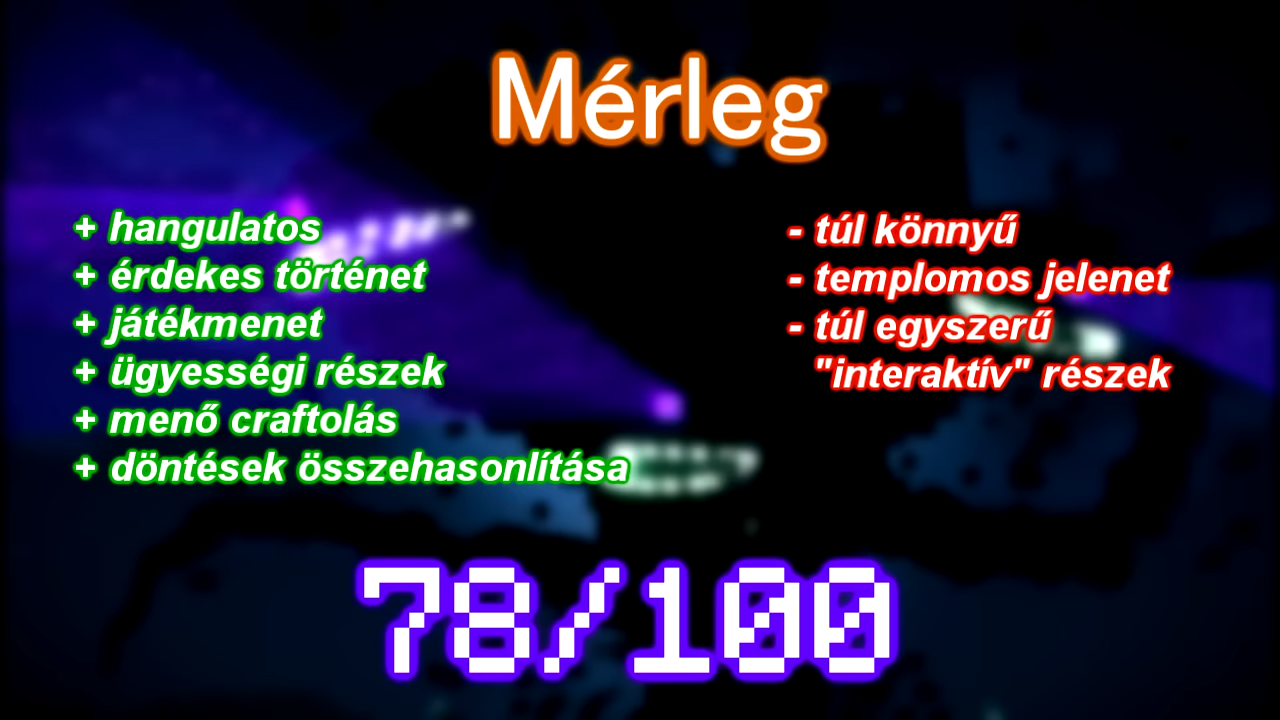 Mérleg
+ hangulatos
+ érdekes történet
+ játékmenet
+ ügyességi részek
+ menő craftolás
+ döntések összehasonlítása
- túl könnyű
- templomos jelenet
- túl egyszerű
"interaktív" részek
78/100